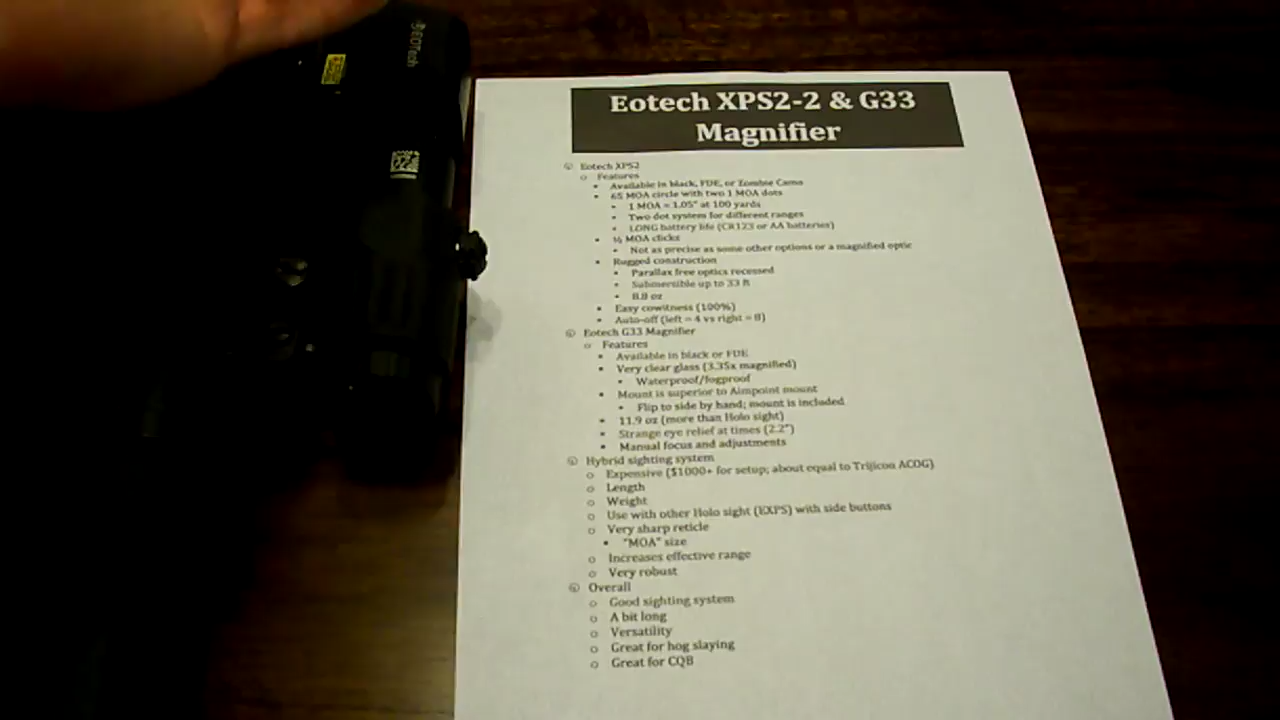 EOTech
Eotech XPS2-2 & G33
Magnifier
Eotech XPS2
Features
Available in black, FDE, or Zombie Camo
65 MOA circle with two 1 MOA dots
1 MOA = 1.05" at 100 yards
Two dot system for different ranges
LONG battery life (CR123 or AA batteries)
½ MOA clicks
Not as precise as some other options or a magnified optic
Rugged construction
Parallax free optics recessed
Submersible up to 33 ft
8.8 oz
Easy cowitness (100%)
Auto-off (left = 4 vs right = 8)
Eotech G33 Magnifier
Features
Available in black or FDE
Very clear glass (3.35x magnified)
Waterproof/fogproof
Mount is superior to Aimpoint mount
Flip to side by hand; mount is included
11.9 oz (more than Holo sight)
Strange eye relief at times (2.2")
Manual focus and adjustments
Hybrid sighting system
Expensive ($1000+ for setup; about equal to Trijicon ACOG)
Length
Weight
Use with other Holo sight (EXPS) with side buttons
Very sharp reticle
"MOA" size
Increases effective range
Very robust
Overall
Good sighting system
A bit long
Versatility
Great for hog slaying
Great for CQB